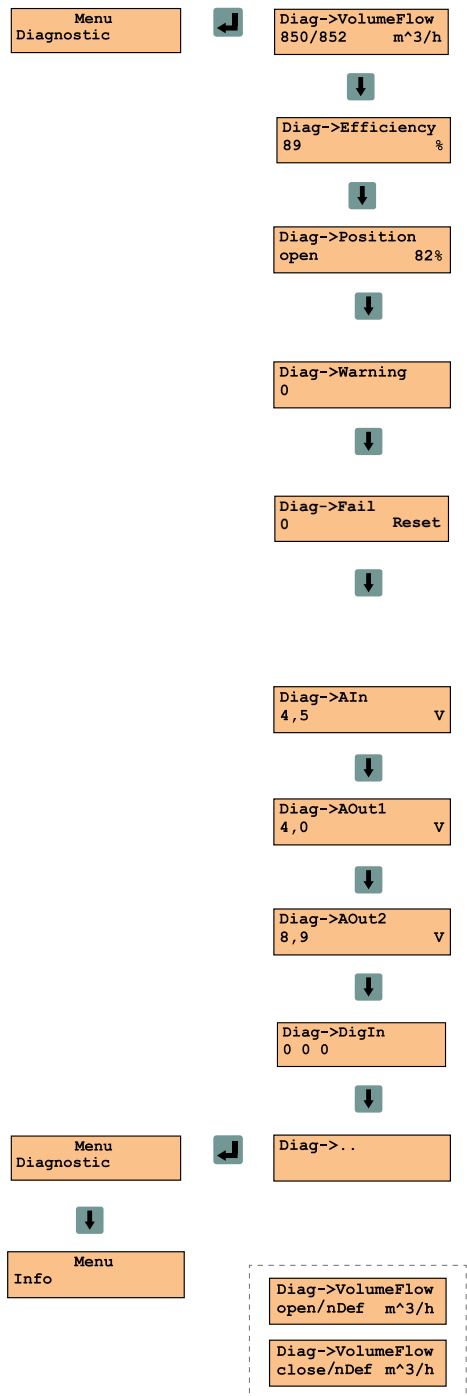 Menu
Diagnostic
Diag->VolumeFlow
850/852 m^3/h
Diag->Efficiency
89 %
Diag->Position
open 82%
Diag->Warning
0
Diag->Fail
0 Reset
Diag->AIn
4,5 V
Diag->AOut1
4,0 V
Diag->AOut2
8,9 V
Diag->DigIn
0 0 0
Menu
Diagnostic
Diag->..
Menu
Info
Diag->VolumeFlow
open/nDef m^3/h
Diag->VolumeFlow
close/nDef m^3/h